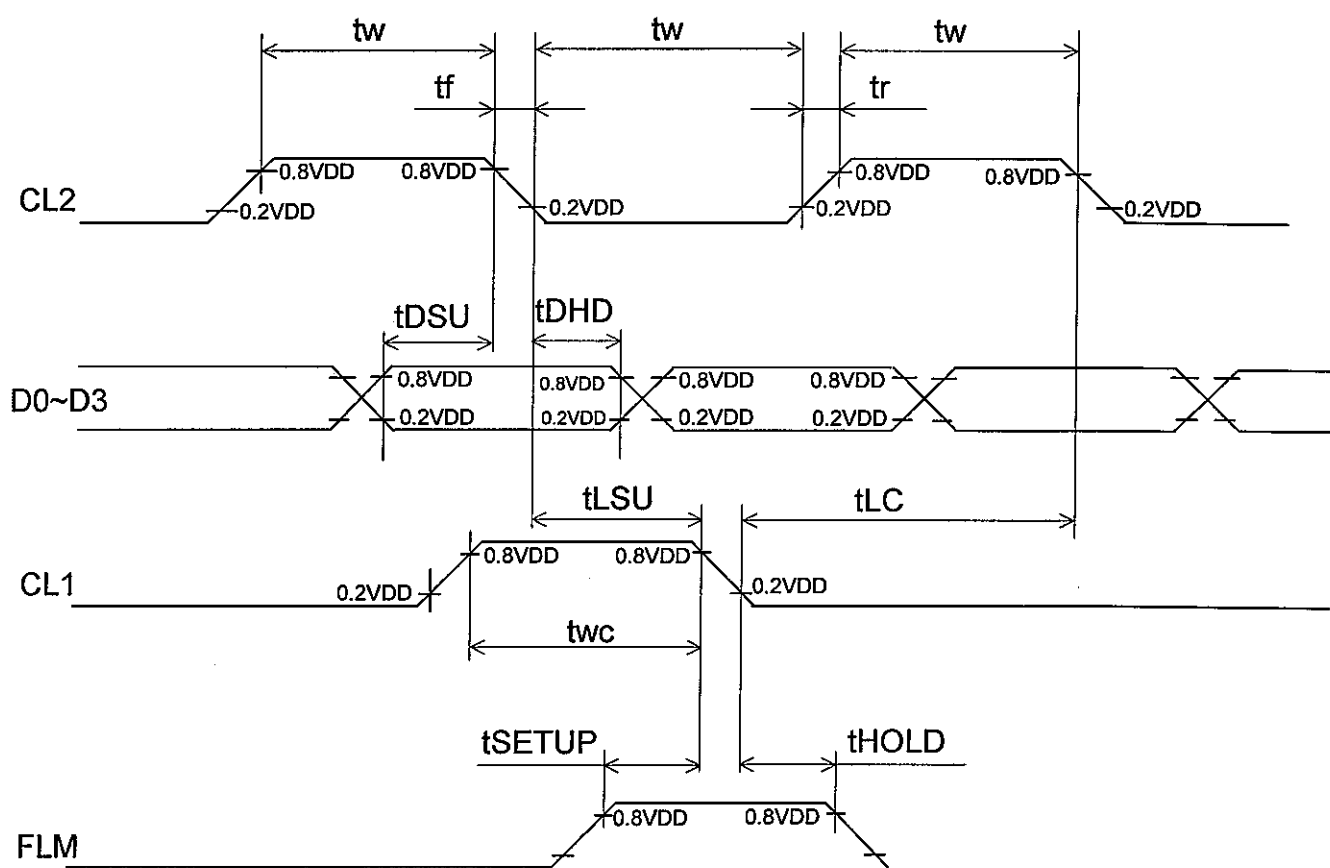 tw tw tw
tf tr
0.8VDD 0.8VDD 0.8VDD 0.8VDD
CL2
0.2VDD 0.2VDD 0.2VDD 0.2VDD
tDSU tDHD
0.8VDD 0.8VDD 0.8VDD 0.8VDD
D0~D3
0.2VDD 0.2VDD 0.2VDD 0.2VDD
tLSU tLC
0.8VDD 0.8VDD
CL1
0.2VDD 0.2VDD
twc
tSETUP tHOLD
0.8VDD 0.8VDD
FLM